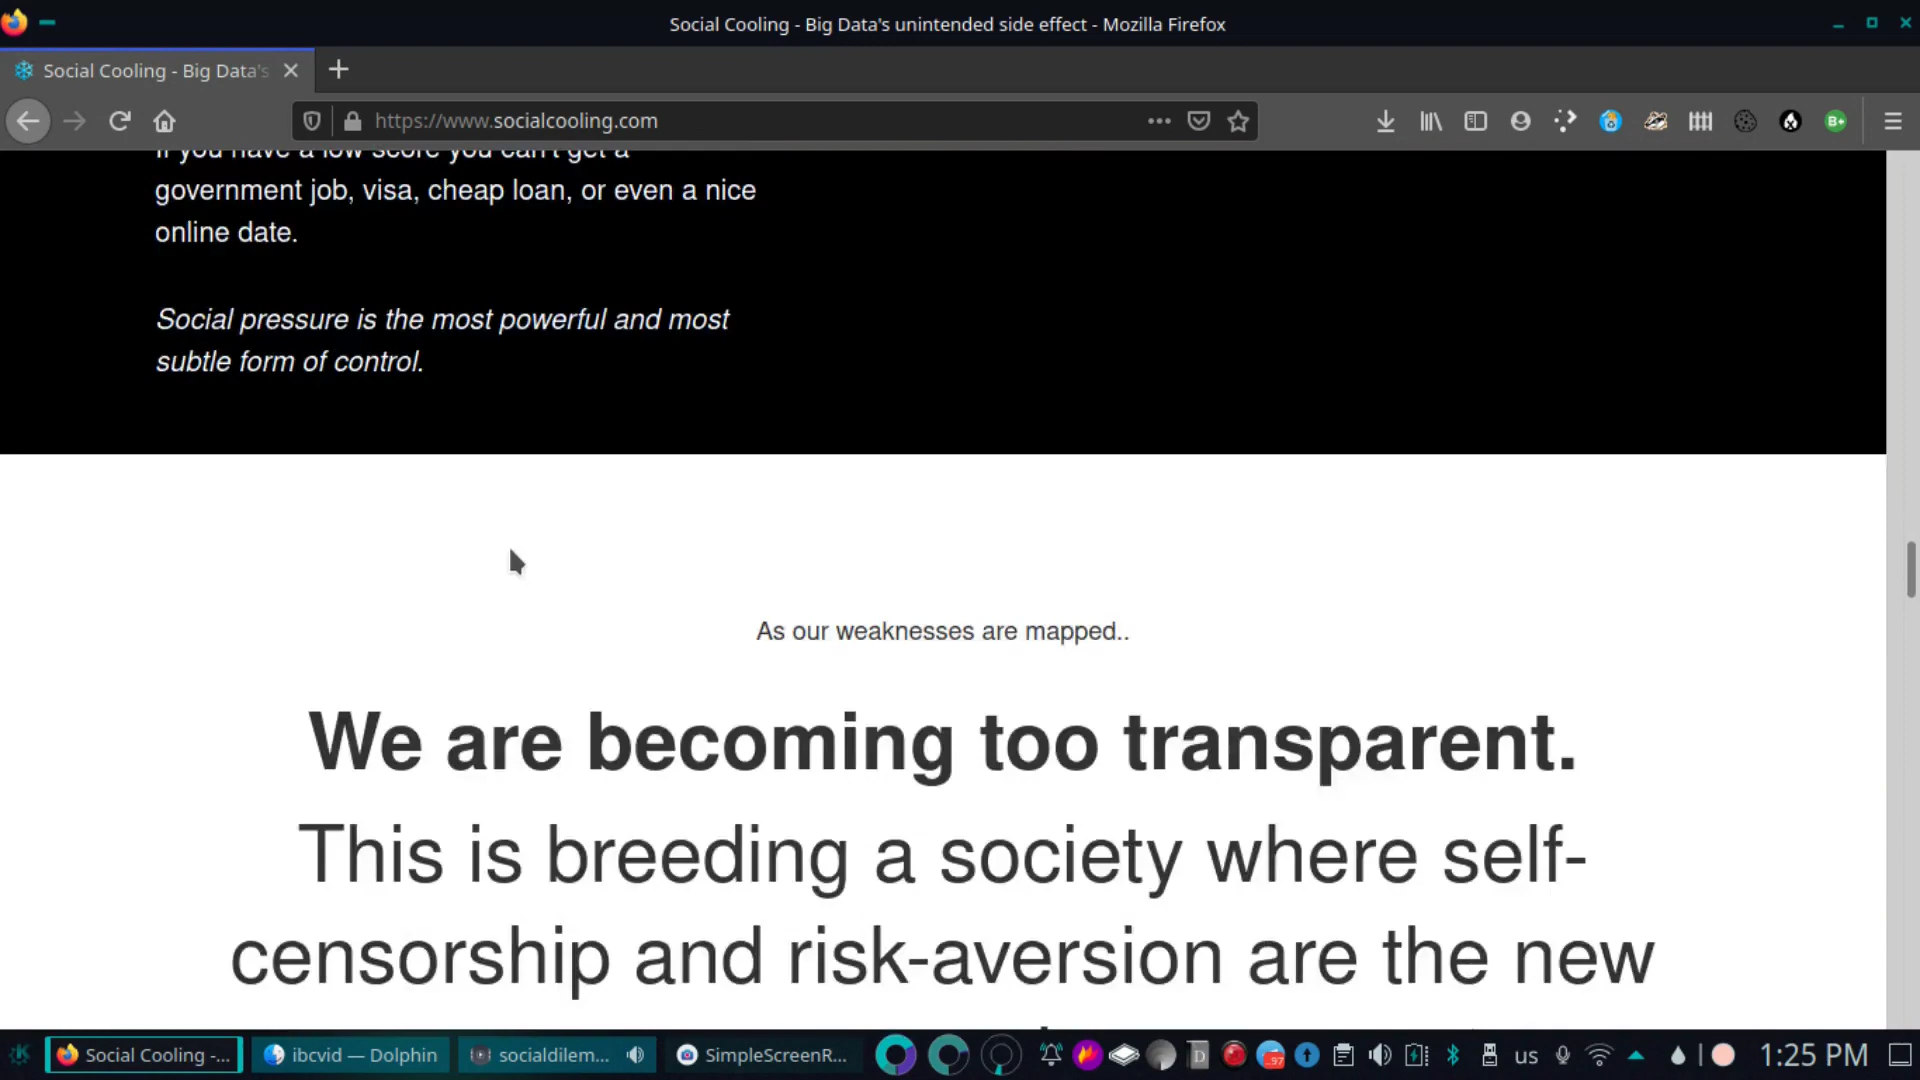 Social Cooling - Big Data's unintended side effect - Mozilla Firefox
Social Cooling - Big Data's
https://www.socialcooling.com
If you have a low score you can't get a
government job, visa, cheap loan, or even a nice
online date.
Social pressure is the most powerful and most
subtle form of control.
As our weaknesses are mapped..
We are becoming too transparent.
This is breeding a society where self-
censorship and risk-aversion are the new
Social Cooling -...
ibcvid — Dolphin
socialdilem...
SimpleScreenR...
D
us
1:25 PM